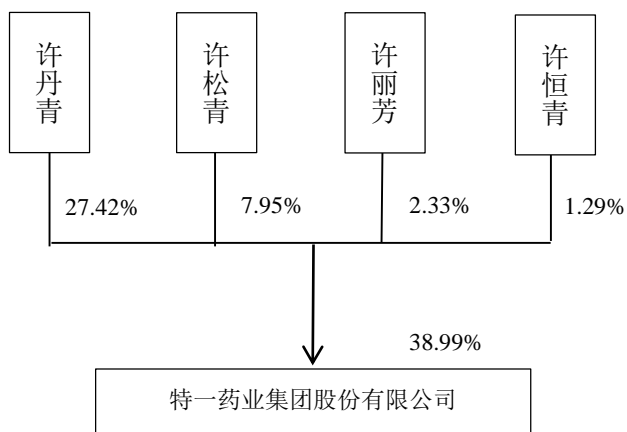 许丹青
许松青
许丽芳
许恒青
27.42%
7.95%
2.33%
1.29%
38.99%
特一药业集团股份有限公司